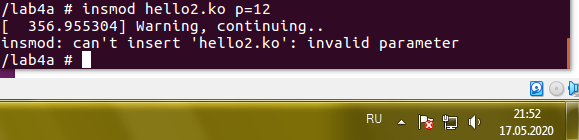 /lab4a # insmod hello2.ko p=12
[  356.955304] Warning, continuing..
insmod: can't insert 'hello2.ko': invalid parameter
/lab4a #
RU
21:52
17.05.2020